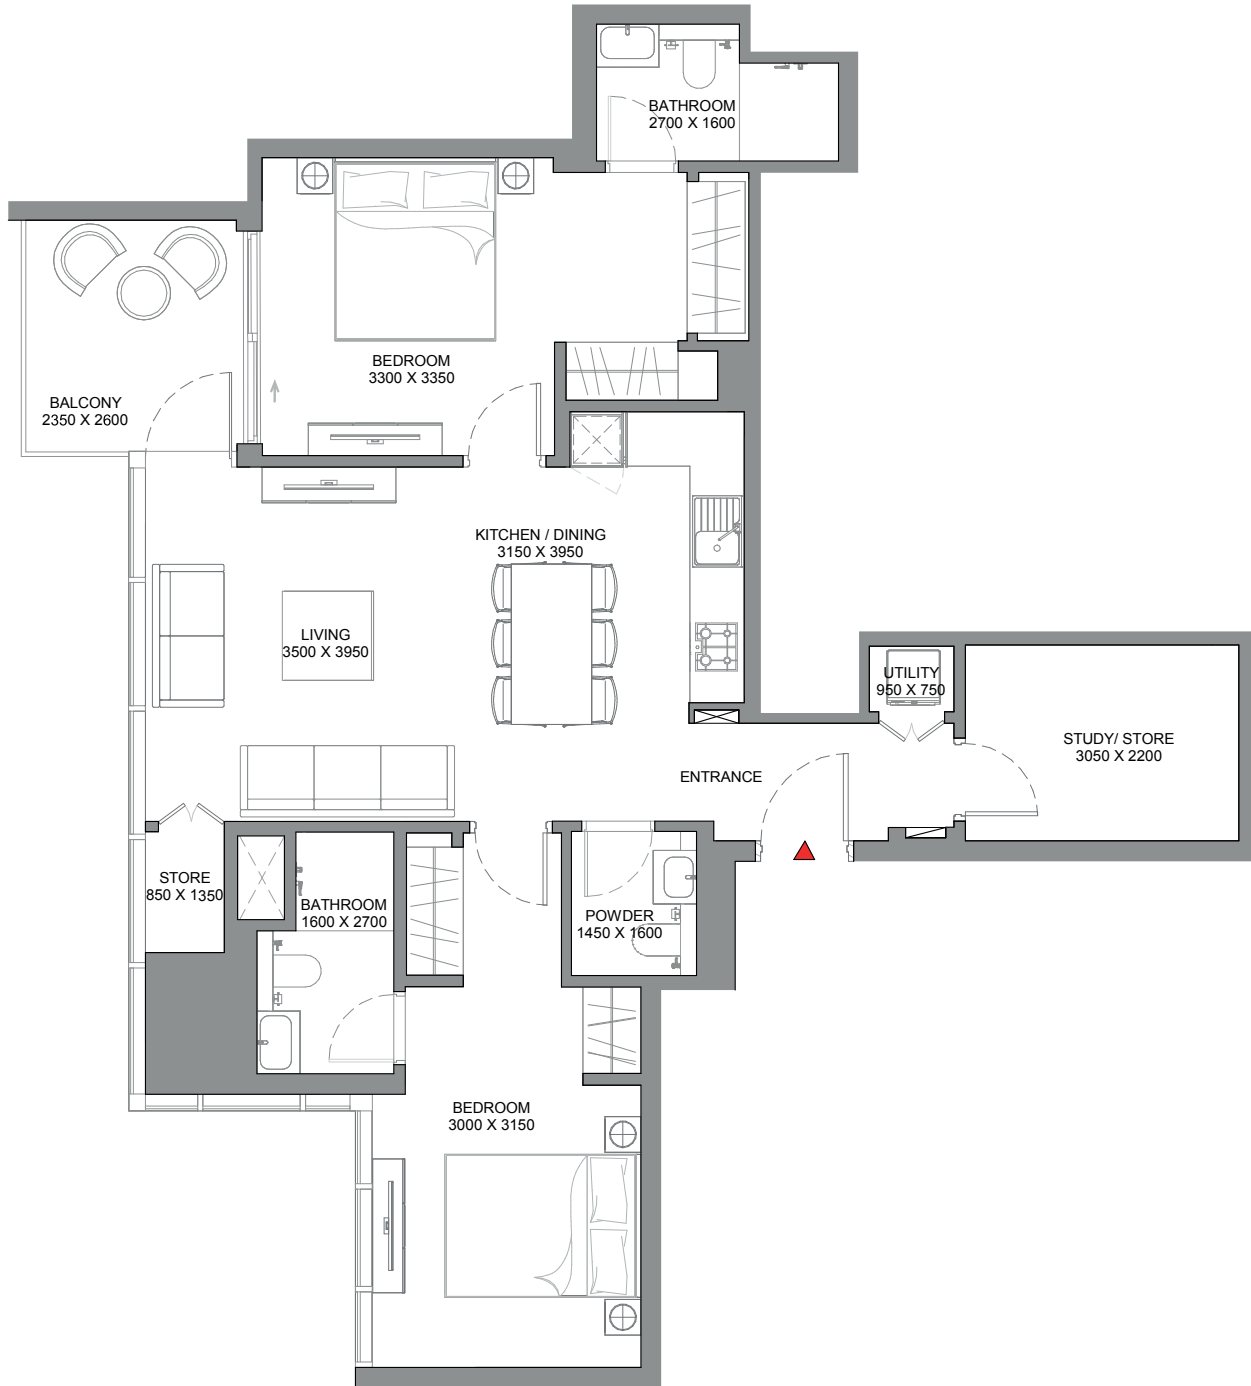 BATHROOM
2700 X 1600
BEDROOM
3300 X 3350
BALCONY
2350 X 2600
KITCHEN / DINING
3150 X 3950
LIVING
3500 X 3950
UTILITY
950 X 750
STUDY/ STORE
3050 X 2200
ENTRANCE
STORE
850 X 1350
BATHROOM
1600 X 2700
POWDER
1450 X 1600
BEDROOM
3000 X 3150